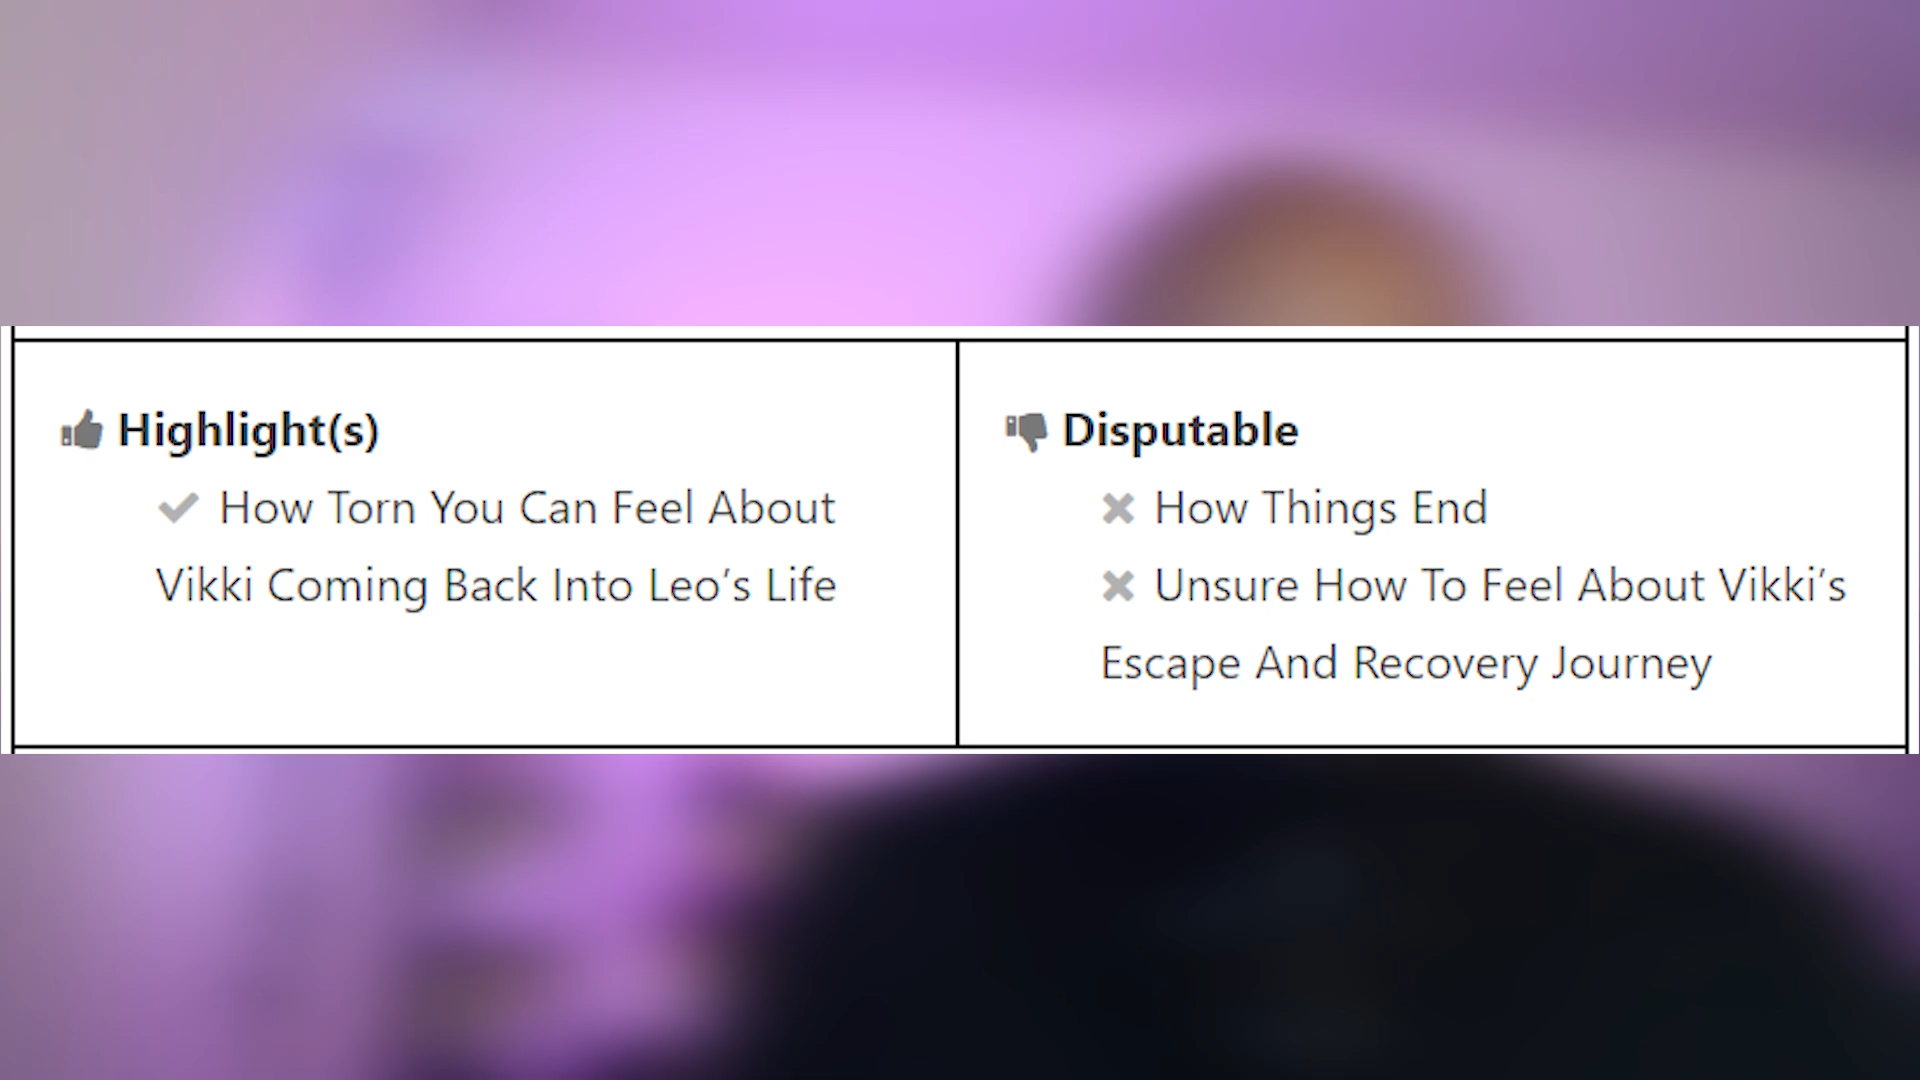 Highlight(s)
How Torn You Can Feel About
Vikki Coming Back Into Leo’s Life
Disputable
How Things End
Unsure How To Feel About Vikki’s
Escape And Recovery Journey